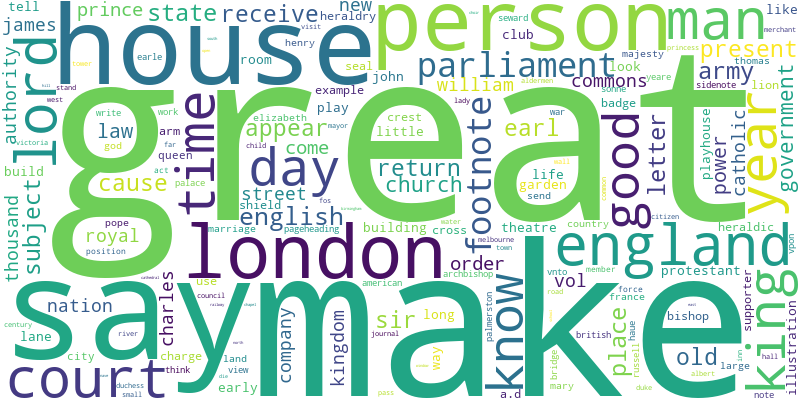 tell
prince
state
receive
new
person
man
like
james
house
heraldry
henry
visit
seward
merchant
earle
room
club
majesty
thomas
princess
present
authority
lord
seal
john
parliament
commons
look
army
yeare
lion
stand
west
example
william
sonne
sidenote
government
great
write
work
arm
time
elizabeth
play
crest
little
lady
war
badge
law
god
far
queen
appear
mayor
earl
footnote
good
letter
power
playhouse
catholic
year
victoria
act
child
come
day
return
life
build
cause
palace
street
church
garden
send
thousand
subject
pope
royal
position
shield
english
fos
cross
water
building
theatre
country
citizen
heraldic
vpon
marriage
pageheading
london
melbourne
town
england
order
archbishop
american
vnto
member
protestant
say
make
know
vol
king
supporter
illustration
nation
charles
use
council
company
kingdom
sir
long
palmerston
force
france
road
british
place
bishop
century
lane
river
charge
journal
way
bridge
russell
haue
old
large
hall
city
land
view
think
early
court
duchess
small
die
pass
a.d
mary
duke
albert
note